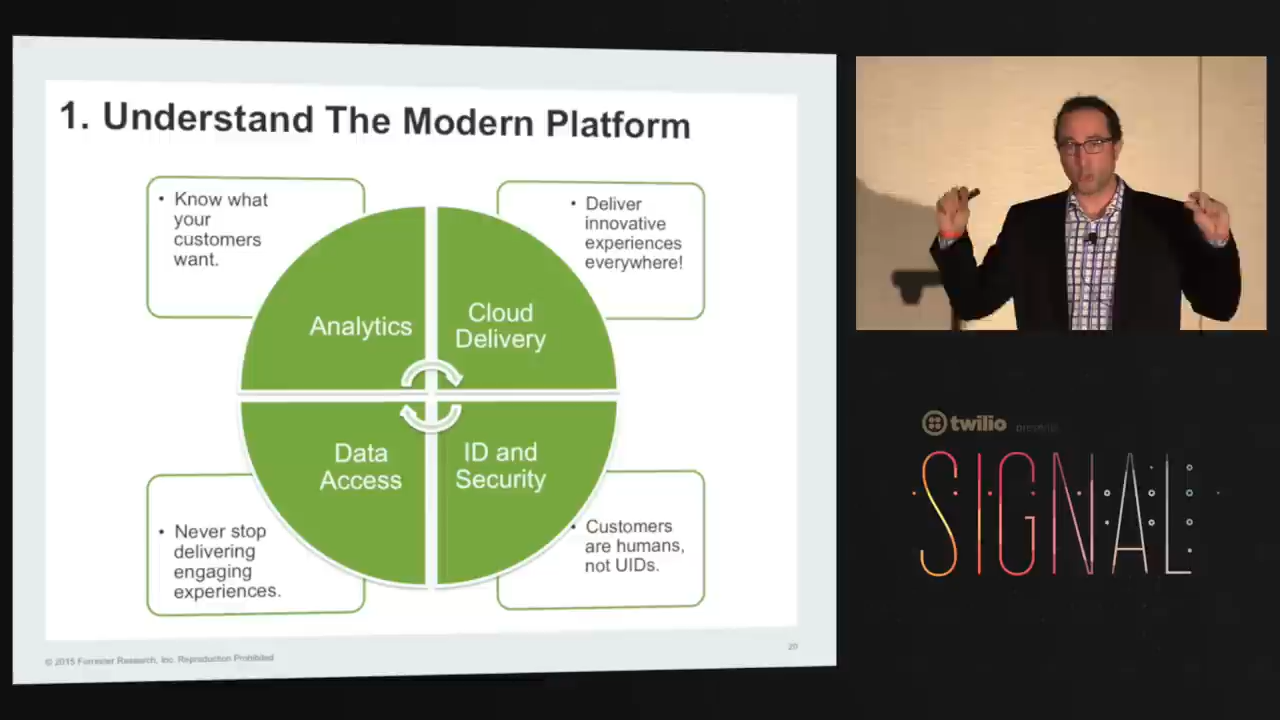 1. Understand The Modern Platform
• Know what
your
customers
want.
• Deliver
innovative
experiences
everywhere!
Analytics
Cloud
Delivery
Data
Access
ID and
Security
• Never stop
delivering
engaging
experiences.
• Customers
are humans,
not UIDs.
© 2015 Forrester Research, Inc. Reproduction Prohibited
20
twilio presents
SIGNAL